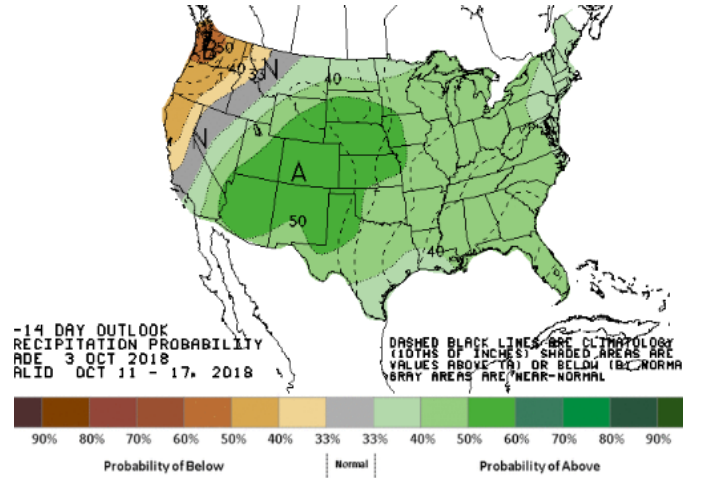 B 50
40
33 N
40
N
A
50
40
-14 DAY OUTLOOK
RECIPITATION PROBABILITY
ADE 3 OCT 2018
ALID OCT 11 - 17, 2018
DASHED BLACK LINES ARE CLIMATOLOGY
(10THS OF INCHES) SHADED AREAS ARE
VALUES ABOVE (A) OR BELOW (B) NORMA
GRAY AREAS ARE NEAR-NORMAL
90% 80% 70% 60% 50% 40% 33% 33% 40% 50% 60% 70% 80% 90%
Probability of Below Normal Probability of Above